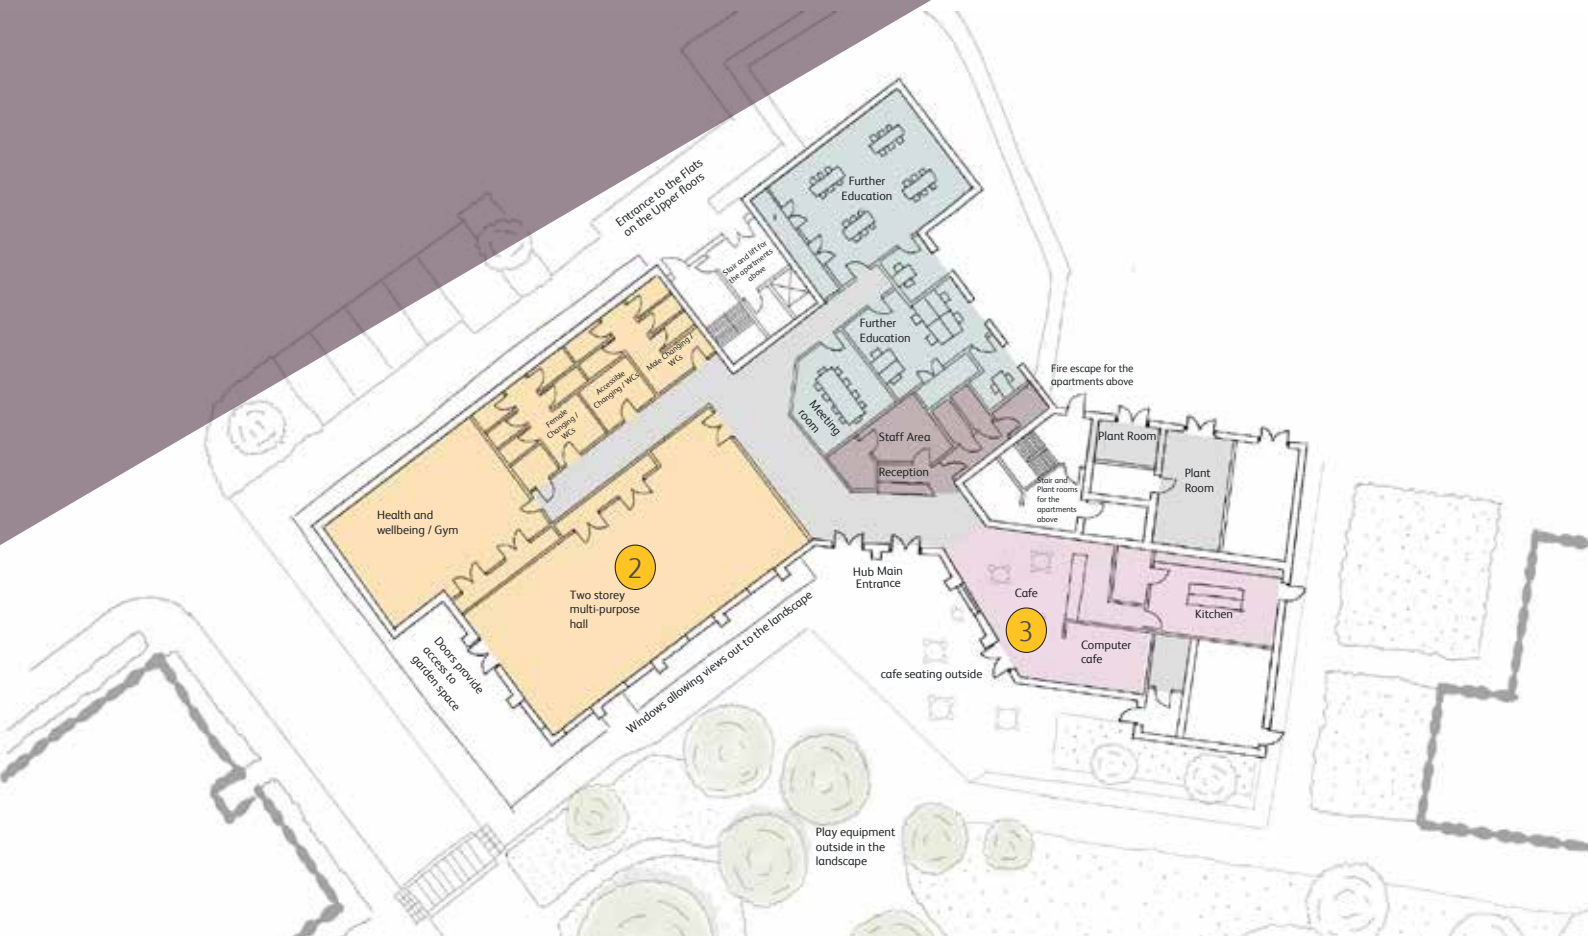 Entrance to the Flats
on the Upper floors
Further
Education
Stair and lift for
the apartments
above
Further
Education
Male Changing /
WCs
Accessible
Changing / WCs
Female
Changing /
WCs
Meeting
room
Fire escape for the
apartments above
Staff Area
Reception
Plant Room
Plant
Room
Stair and
Plant rooms
for the
apartments
above
Health and
wellbeing / Gym
2
Two storey
multi-purpose
hall
Hub Main
Entrance
Cafe
3
Kitchen
Computer
cafe
cafe seating outside
Doors provide
access to
garden space
Windows allowing views out to the landscape
Play equipment
outside in the
landscape